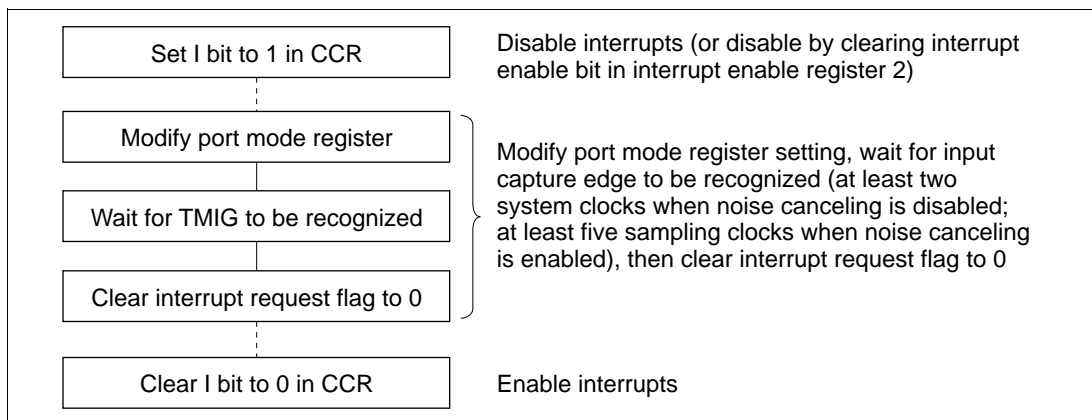 Set I bit to 1 in CCR
Disable interrupts (or disable by clearing interrupt
enable bit in interrupt enable register 2)
Modify port mode register
Wait for TMIG to be recognized
Clear interrupt request flag to 0
Modify port mode register setting, wait for input
capture edge to be recognized (at least two
system clocks when noise canceling is disabled;
at least five sampling clocks when noise canceling
is enabled), then clear interrupt request flag to 0
Clear I bit to 0 in CCR
Enable interrupts